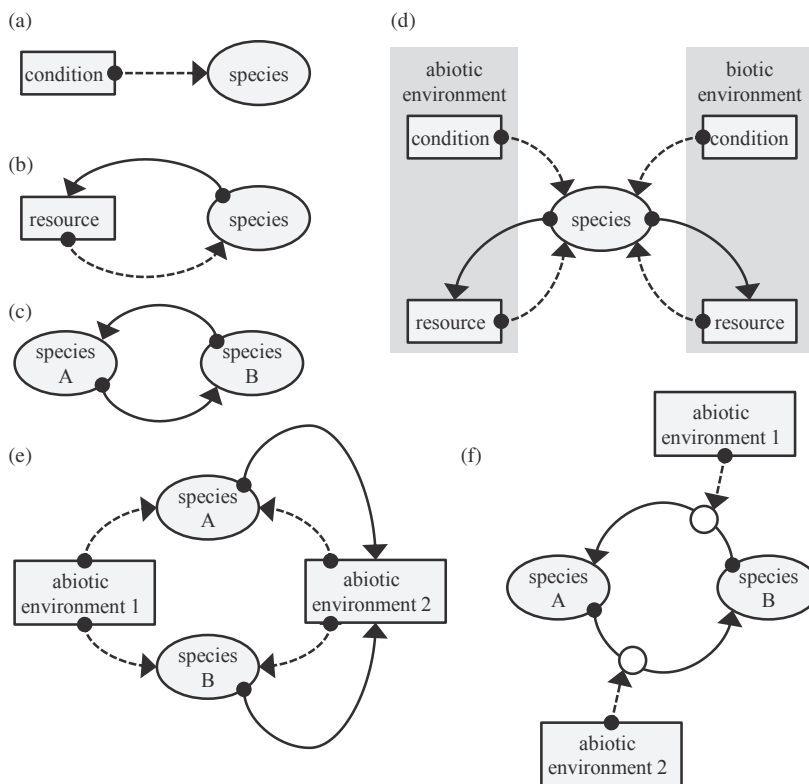 (a)
condition
species
(b)
resource
species
(c)
species
A
species
B
(d)
abiotic
environment
biotic
environment
condition
condition
species
resource
resource
(e)
species
A
abiotic
environment 1
abiotic
environment 2
species
B
(f)
abiotic
environment 1
species
A
species
B
abiotic
environment 2